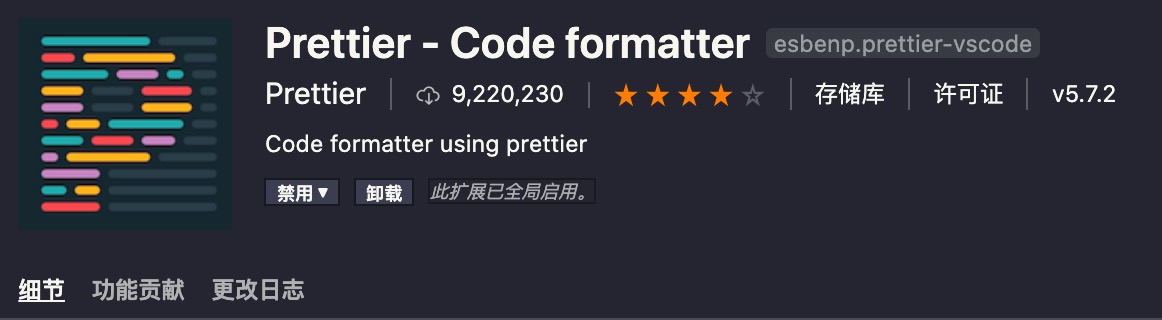 Prettier - Code formatter esbenp.prettier-vscode
Prettier 9,220,230 存储库 许可证 v5.7.2
Code formatter using prettier
禁用 卸载 此扩展已全局启用。
细节 功能贡献 更改日志